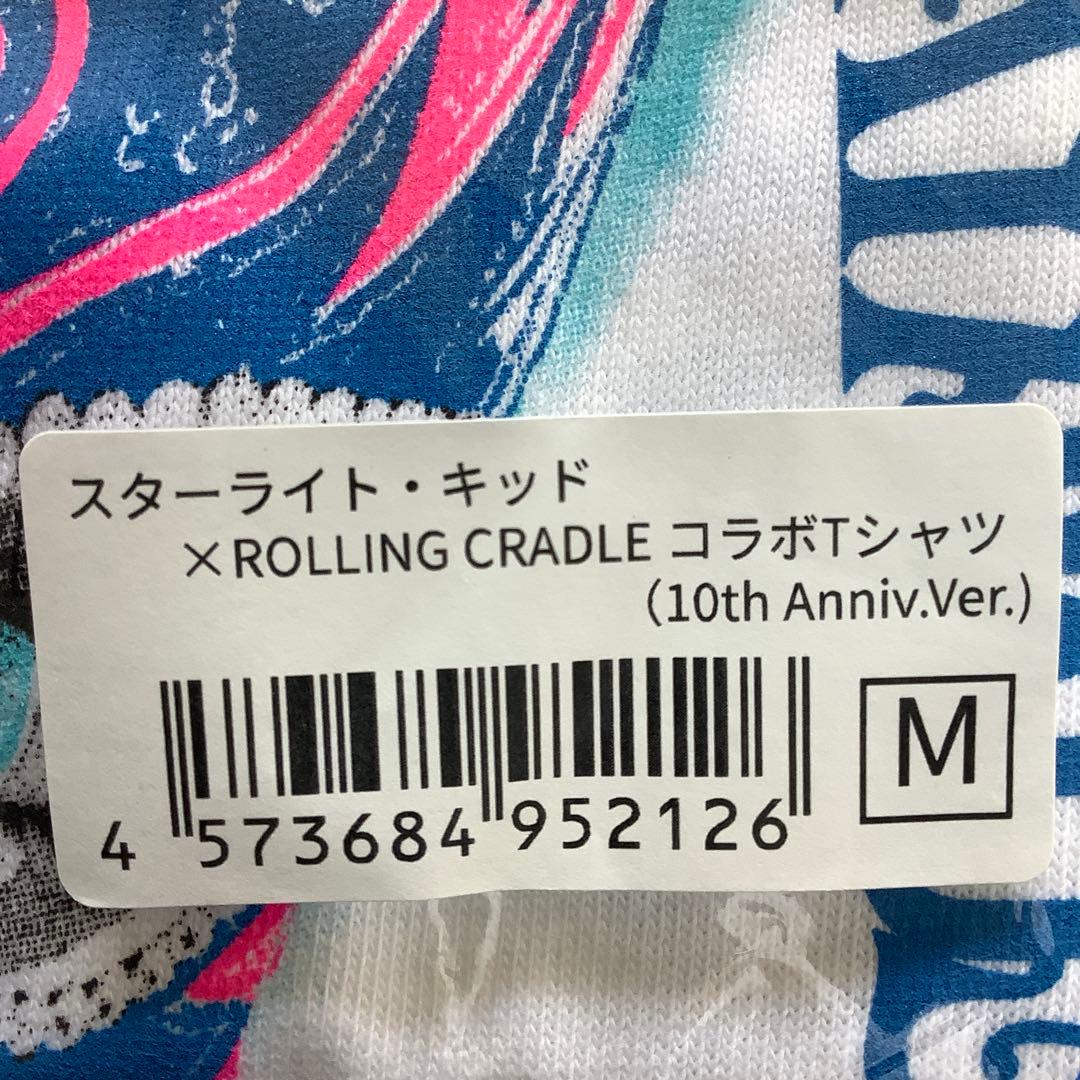 スターライト・キッド
×ROLLING CRADLE コラボTシャツ
(10th Anniv.Ver.)
M
4 573684 952126